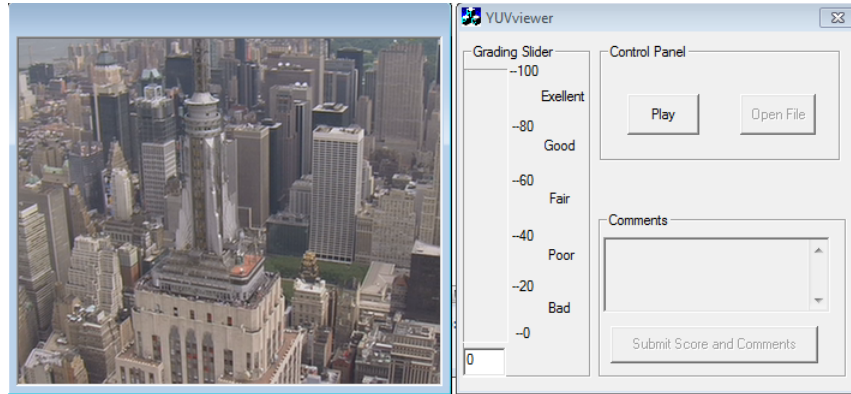 YUVviewer
Grading Slider
--100
Exellent
--80
Good
--60
Fair
--40
Poor
--20
Bad
--0
0
Control Panel
Play
Open File
Comments
Submit Score and Comments